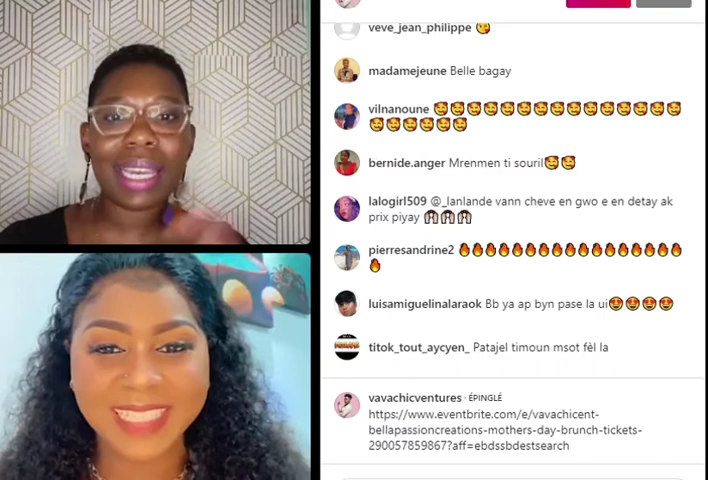 veve_jean_philippe 😘
madamejeune Belle bagay
vilnanoune 🥰🥰🥰🥰🥰🥰🥰🥰🥰🥰🥰🥰🥰🥰🥰
🥰🥰🥰🥰🥰🥰
bernide.anger Mrenmen ti souril🥰🥰
lalogirl509 @_lanlande vann cheve en gwo e en detay ak
prix piyay
pierresandrine2 🔥🔥🔥🔥🔥🔥🔥🔥🔥🔥🔥🔥🔥🔥🔥🔥🔥
🔥
luisamiguelinalaraok Bb ya ap byn pase la ui😍😍😍😍
titok_tout_aycyen_ Patajel timoun msot fèl la
vavachicventures · ÉPINGLÉ
https://www.eventbrite.com/e/vavachicent-
bellapassioncreations-mothers-day-brunch-tickets-
290057859867?aff=ebdssbdestsearch